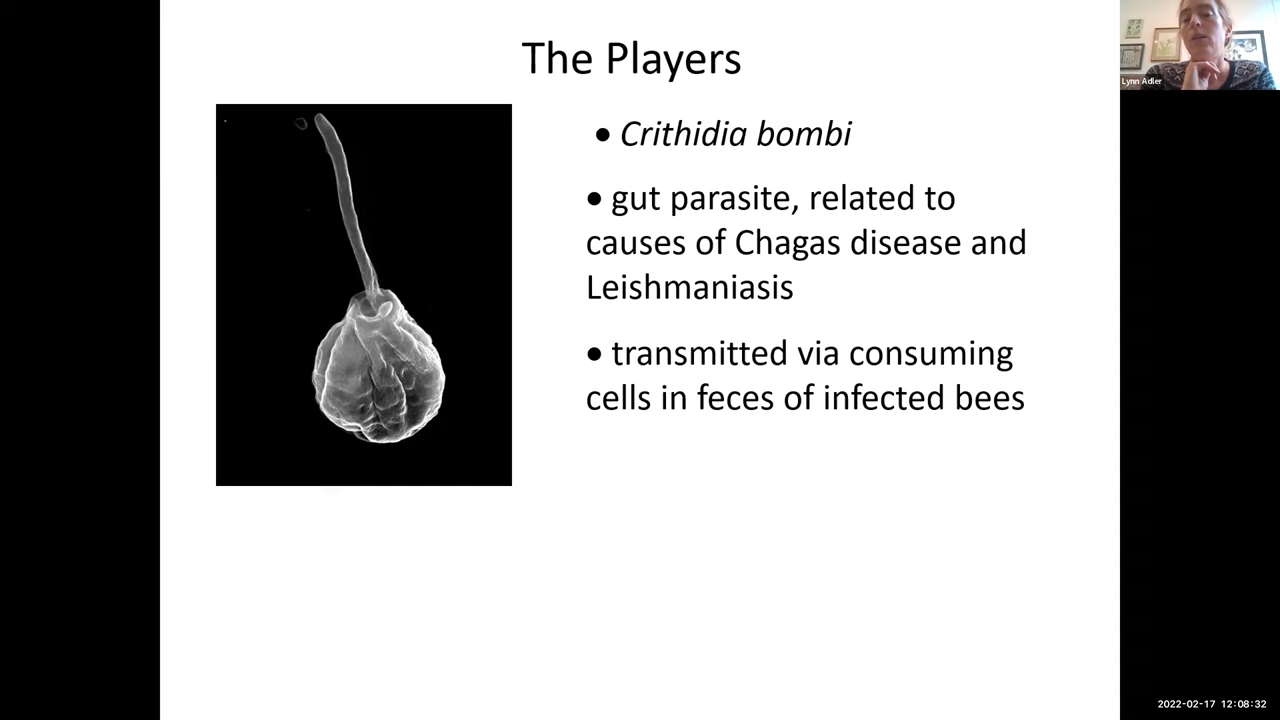 The Players
• Crithidia bombi
• gut parasite, related to
causes of Chagas disease and
Leishmaniasis
• transmitted via consuming
cells in feces of infected bees
Lynn Adler
2022-02-17 12:08:32